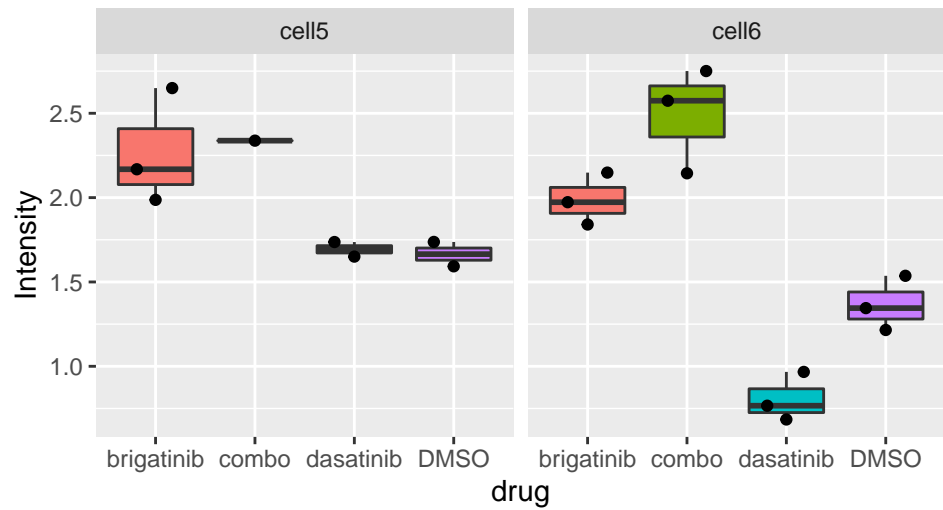 cell5 cell6
2.5
2.0
1.5
1.0
Intensity
brigatinib combo dasatinib DMSO brigatinib combo dasatinib DMSO
drug